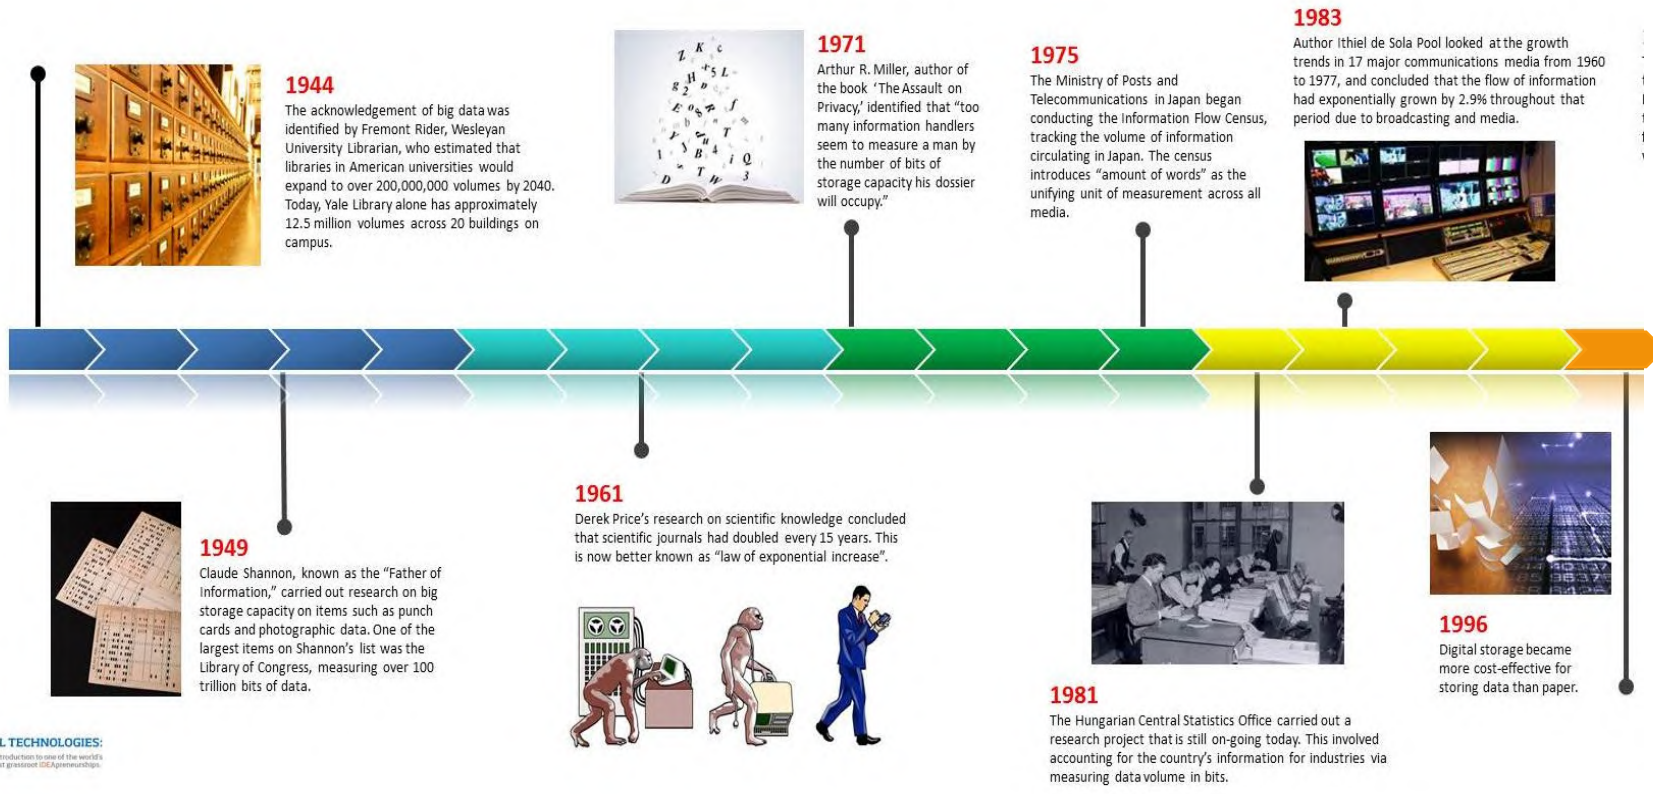 1944
The acknowledgement of big data was
identified by Fremont Rider, Wesleyan
University Librarian, who estimated that
libraries in American universities would
expand to over 200,000,000 volumes by 2040.
Today, Yale Library alone has approximately
12.5 million volumes across 20 buildings on
campus.
1971
Arthur R. Miller, author of
the book ‘The Assault on
Privacy,’ identified that “too
many information handlers
seem to measure a man by
the number of bits of
storage capacity his dossier
will occupy.”
1975
The Ministry of Posts and
Telecommunications in Japan began
conducting the Information Flow Census,
tracking the volume of information
circulating in Japan. The census
introduces “amount of words” as the
unifying unit of measurement across all
media.
1983
Author Ithiel de Sola Pool looked at the growth
trends in 17 major communications media from 1960
to 1977, and concluded that the flow of information
had exponentially grown by 2.9% throughout that
period due to broadcasting and media.
1949
Claude Shannon, known as the “Father of
Information,” carried out research on big
storage capacity on items such as punch
cards and photographic data. One of the
largest items on Shannon’s list was the
Library of Congress, measuring over 100
trillion bits of data.
1961
Derek Price’s research on scientific knowledge concluded
that scientific journals had doubled every 15 years. This
is now better known as “law of exponential increase”.
1981
The Hungarian Central Statistics Office carried out a
research project that is still on-going today. This involved
accounting for the country’s information for industries via
measuring data volume in bits.
1996
Digital storage became
more cost-effective for
storing data than paper.
L TECHNOLOGIES:
troduction to one of the world's
st grassroot IDEApreneurships.